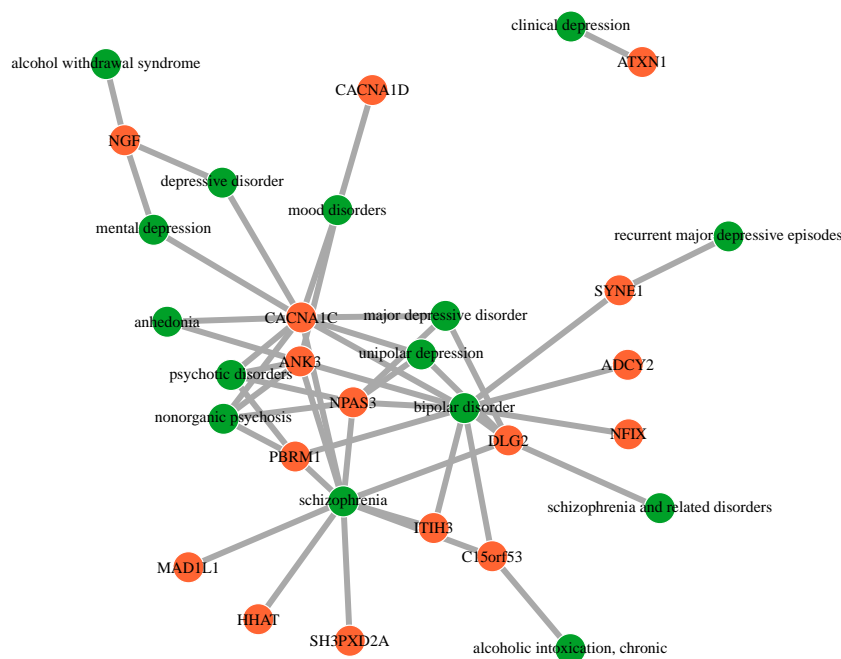 clinical depression
alcohol withdrawal syndrome
ATXN1
CACNA1D
NGF
depressive disorder
mood disorders
mental depression
recurrent major depressive episodes
SYNE1
anhedonia
CACNA1C
major depressive disorder
unipolar depression
ANK3
ADCY2
psychotic disorders
NPAS3
bipolar disorder
nonorganic psychosis
NFIX
DLG2
PBRM1
schizophrenia
schizophrenia and related disorders
ITIH3
C15orf53
MAD1L1
HHAT
SH3PXD2A
alcoholic intoxication, chronic